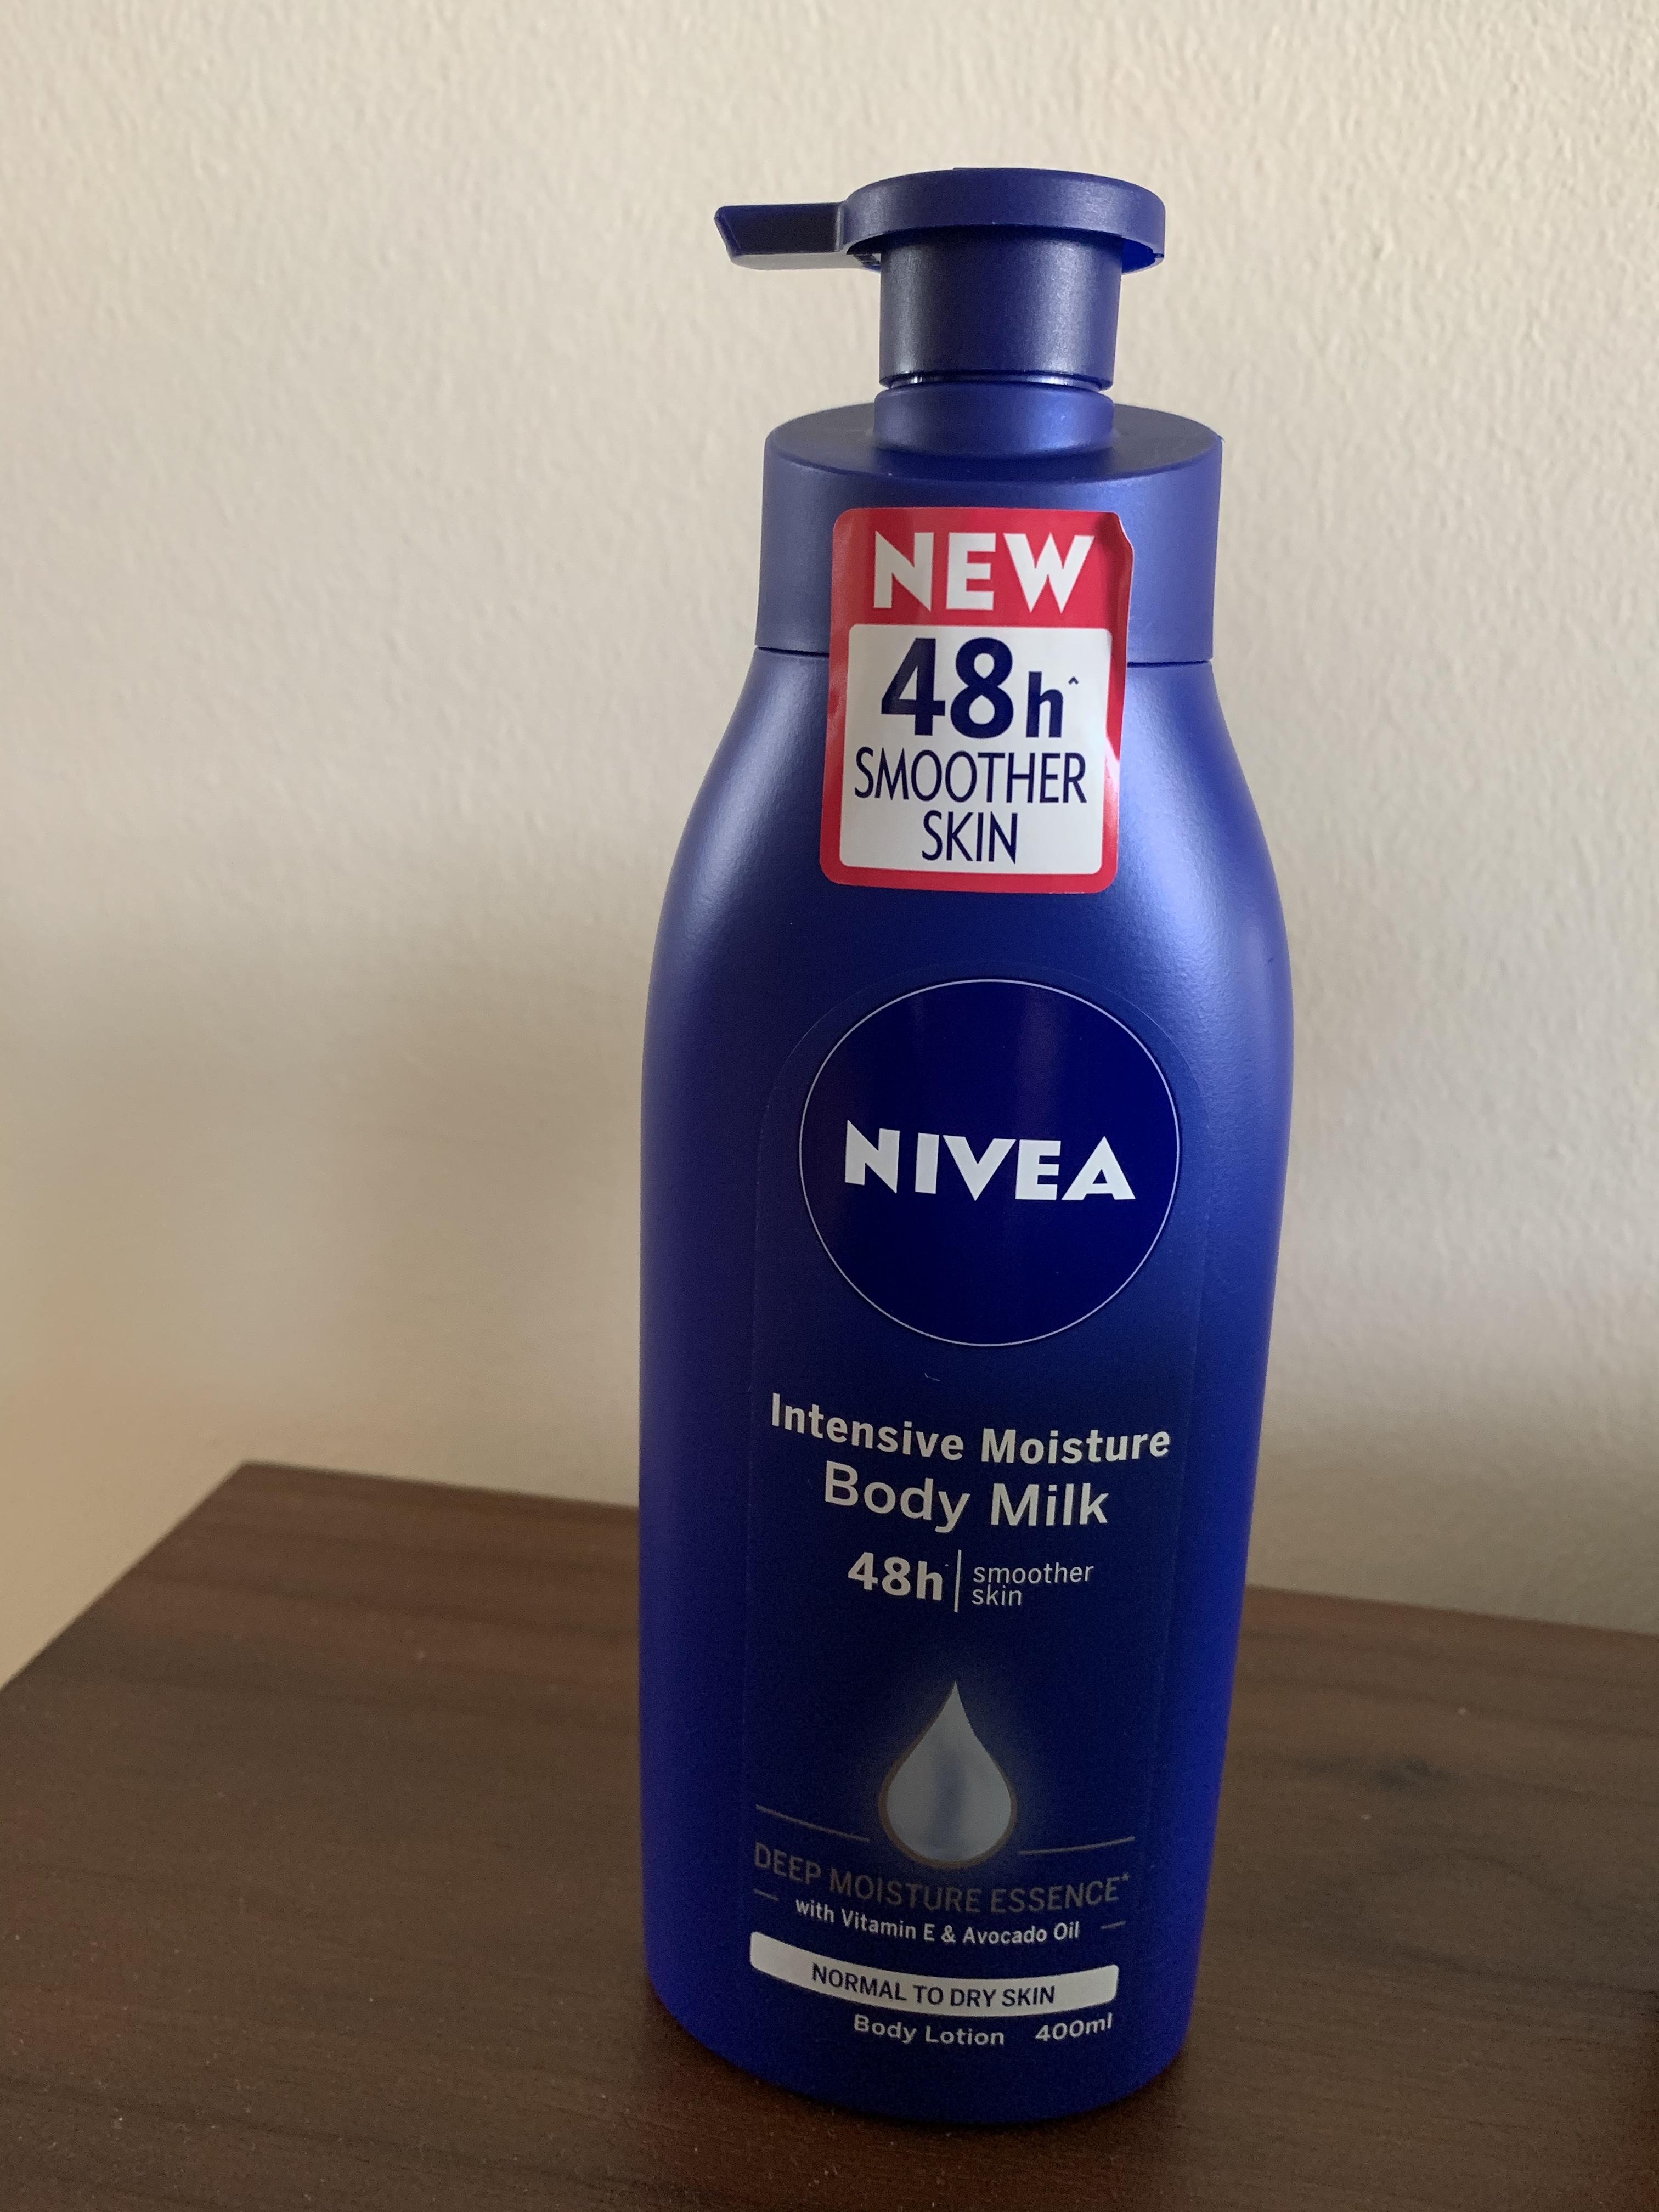 NEW
48h^
SMOOTHER
SKIN
NIVEA
Intensive Moisture
Body Milk
48h smoother
skin
DEEP MOISTURE ESSENCE*
with Vitamin E & Avocado Oil
NORMAL TO DRY SKIN
Body Lotion 400ml